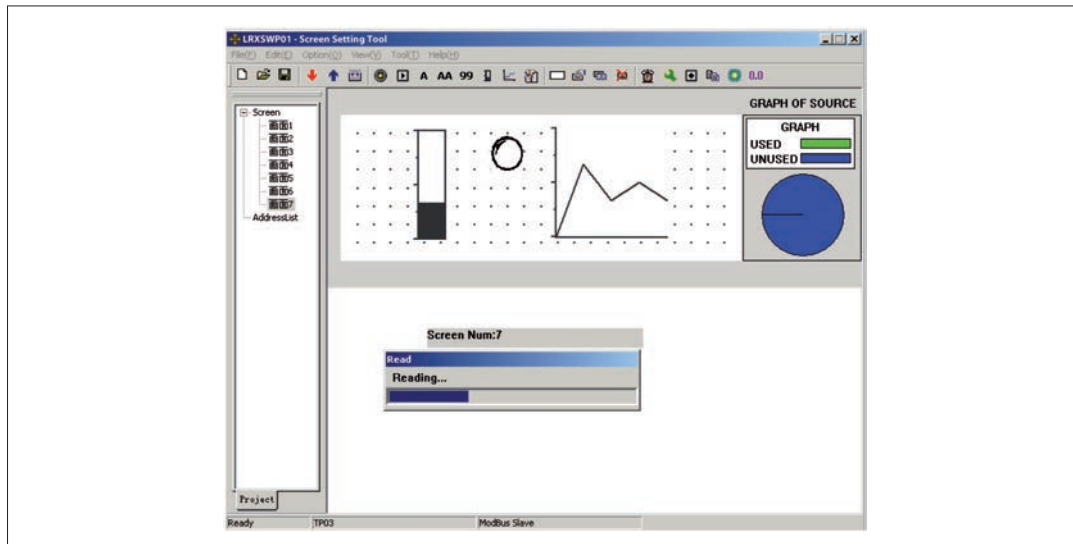 LRXSWP01 - Screen Setting Tool
File(F) Edit(E) Option(O) View(V) Tool(T) Help(H)
A AA 99 0.0
GRAPH OF SOURCE
Screen
画面1
画面2
画面3
画面4
画面5
画面6
画面7
AddressList
GRAPH
USED
UNUSED
Screen Num:7
Read
Reading...
Project
Ready TP03 ModBus Slave